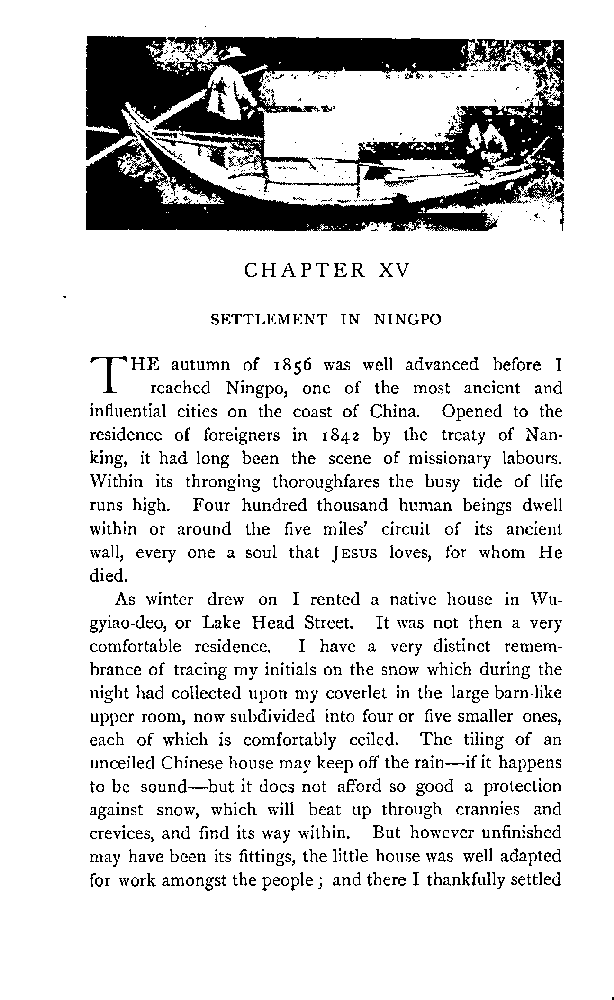 CHAPTER XV
SETTLEMENT IN NINGPO
THE autumn of 1856 was well advanced before I
reached Ningpo, one of the most ancient and
influential cities on the coast of China. Opened to the
residence of foreigners in 1842 by the treaty of Nan-
king, it had long been the scene of missionary labours.
Within its thronging thoroughfares the busy tide of life
runs high. Four hundred thousand human beings dwell
within or around the five miles' circuit of its ancient
wall, every one a soul that JESUS loves, for whom He
died.
As winter drew on I rented a native house in Wu-
gyiao-deo, or Lake Head Street. It was not then a very
comfortable residence. I have a very distinct remem-
brance of tracing my initials on the snow which during the
night had collected upon my coverlet in the large barn-like
upper room, now subdivided into four or five smaller ones,
each of which is comfortably ceiled. The tiling of an
unceiled Chinese house may keep off the rain—if it happens
to be sound—but it does not afford so good a protection
against snow, which will beat up through crannies and
crevices, and find its way within. But however unfinished
may have been its fittings, the little house was well adapted
for work amongst the people; and there I thankfully settled